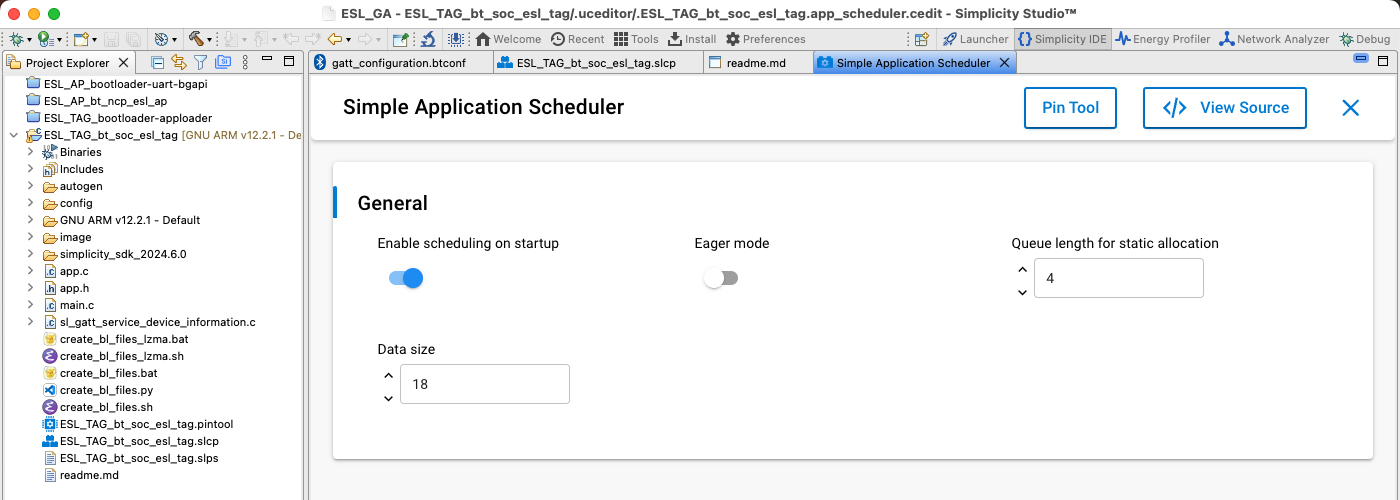 ESL_GA - ESL_TAG_bt_soc_esl_tag/.uceditor/.ESL_TAG_bt_soc_esl_tag.app_scheduler.cedit - Simplicity Studio™
Welcome Recent Tools Install Preferences Launcher Simplicity IDE Energy Profiler Network Analyzer Debug
Project Explorer
gatt_configuration.btconf ESL_TAG_bt_soc_esl_tag.slcp readme.md Simple Application Scheduler
ESL_AP_bootloader-uart-bgapi
ESL_AP_bt_ncp_esl_ap
ESL_TAG_bootloader-apploader
ESL_TAG_bt_soc_esl_tag [GNU ARM v12.2.1 - De
Binaries
Includes
autogen
config
GNU ARM v12.2.1 - Default
image
simplicity_sdk_2024.6.0
app.c
app.h
main.c
sl_gatt_service_device_information.c
create_bl_files_lzma.bat
create_bl_files_lzma.sh
create_bl_files.bat
create_bl_files.py
create_bl_files.sh
ESL_TAG_bt_soc_esl_tag.pintool
ESL_TAG_bt_soc_esl_tag.slcp
ESL_TAG_bt_soc_esl_tag.slps
readme.md
Simple Application Scheduler
Pin Tool
View Source
General
Enable scheduling on startup
Eager mode
Queue length for static allocation
4
Data size
18